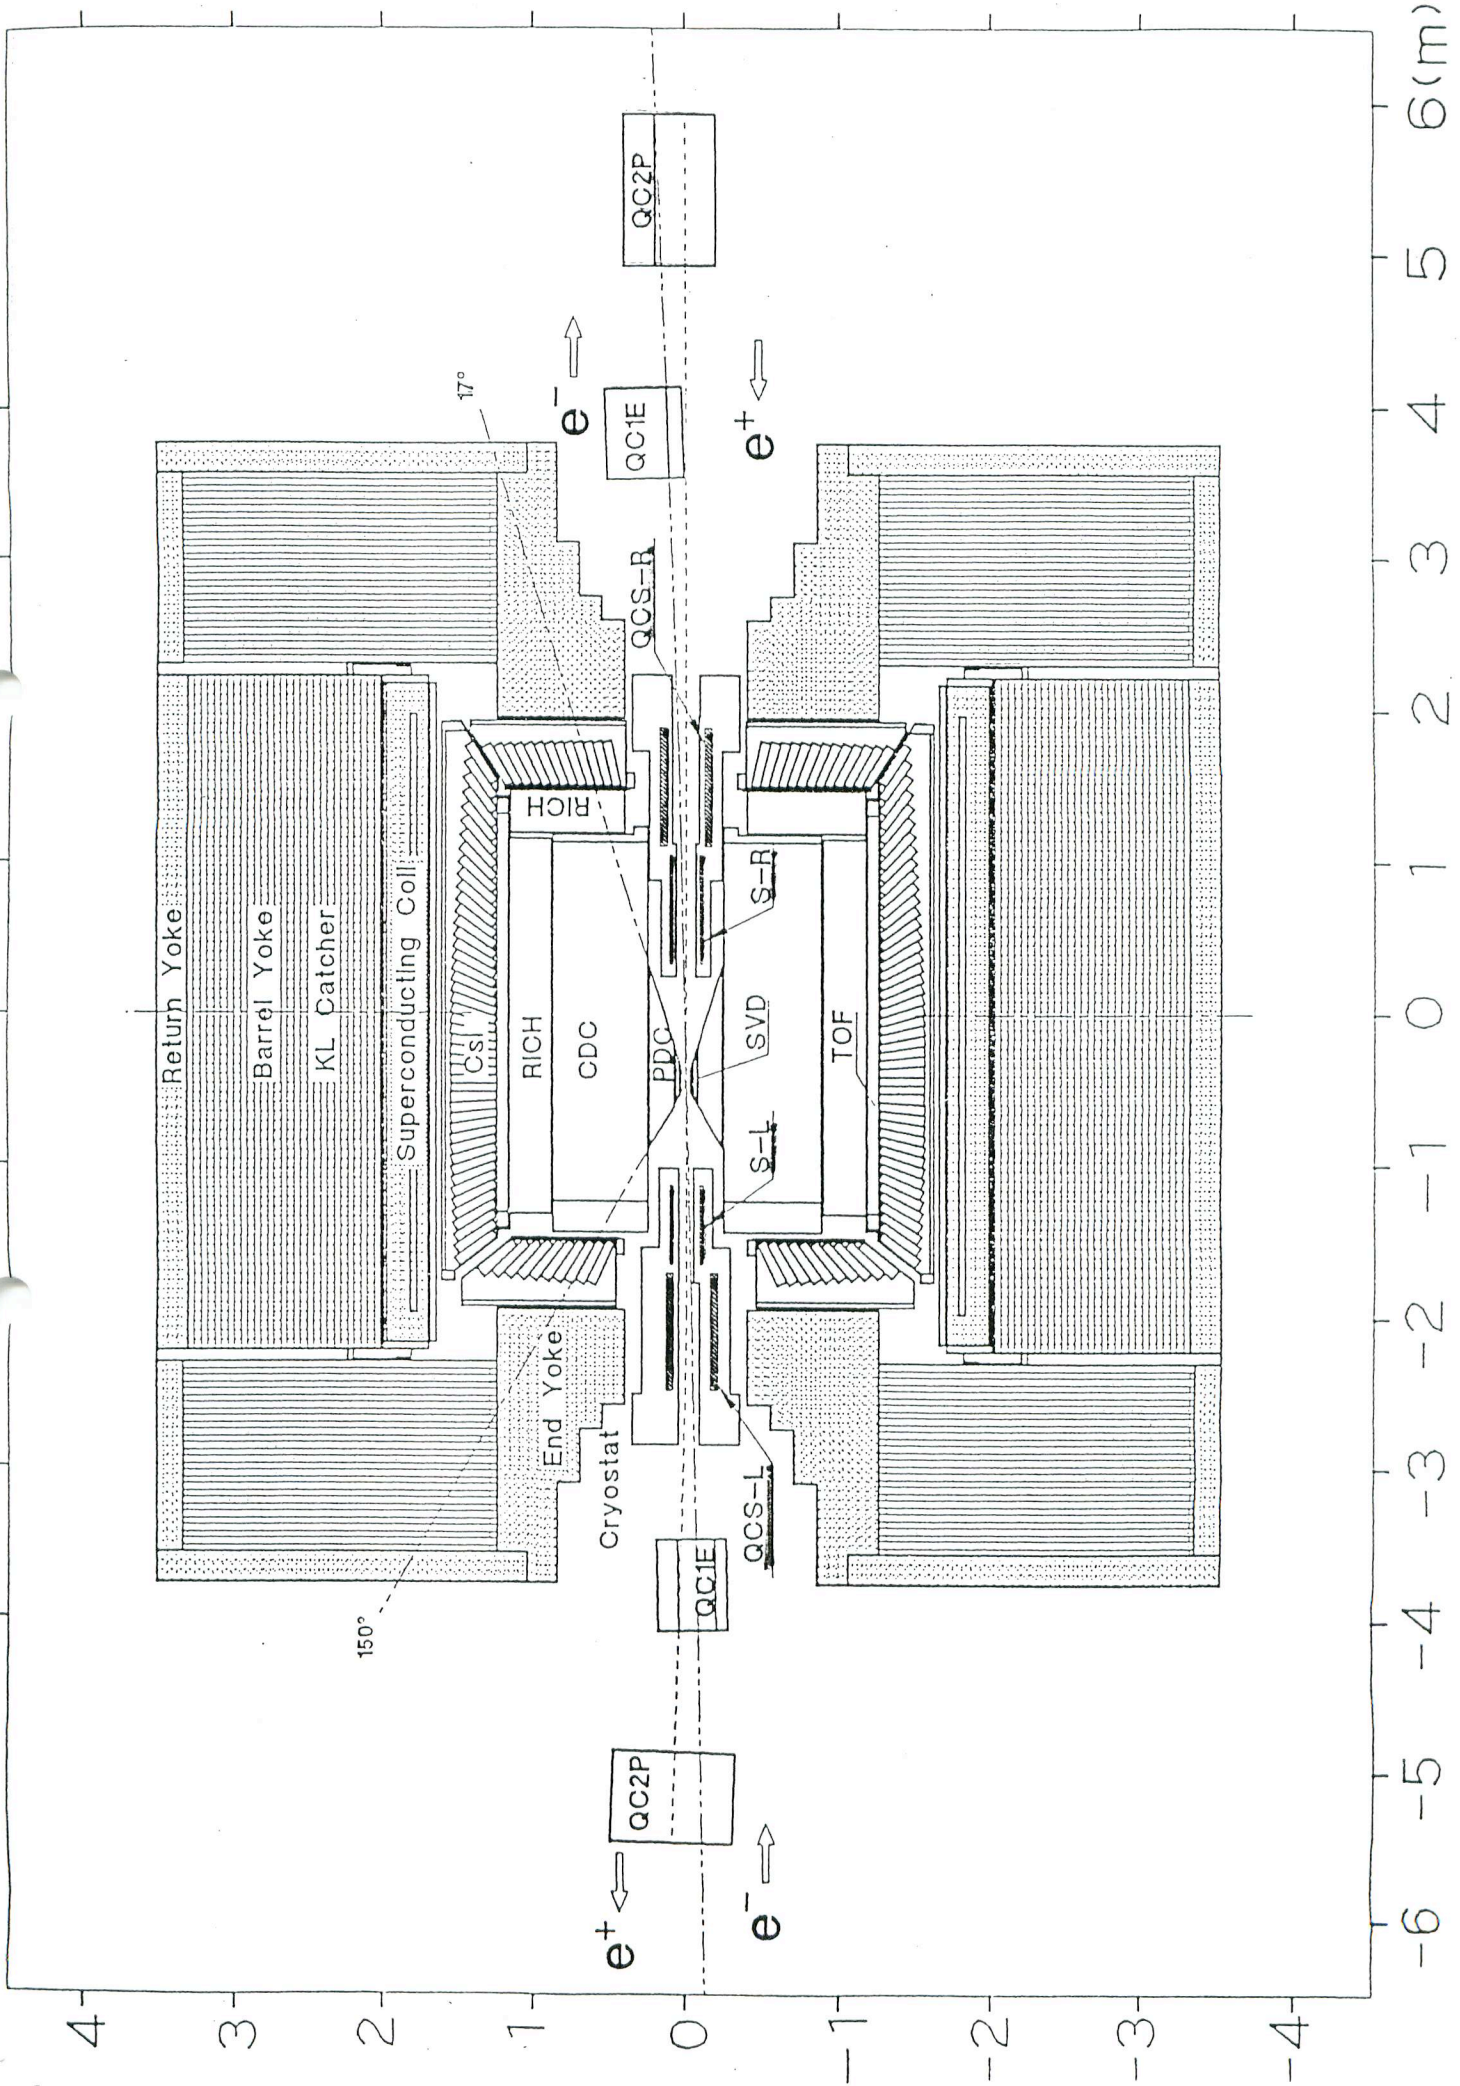 Return Yoke
Barrel Yoke
KL Catcher
Superconducting Coil
CsI
RICH
RICH
CDC
PDC
SVD
TOF
S-R
S-L
QCS-R
QCS-L
End Yoke
Cryostat
17°
150°
QC1E
QC2P
QC1E
QC2P
e⁻
e⁺
e⁺
e⁻
4
3
2
1
0
-1
-2
-3
-4
-6
-5
-4
-3
-2
-1
0
1
2
3
4
5
6(m)